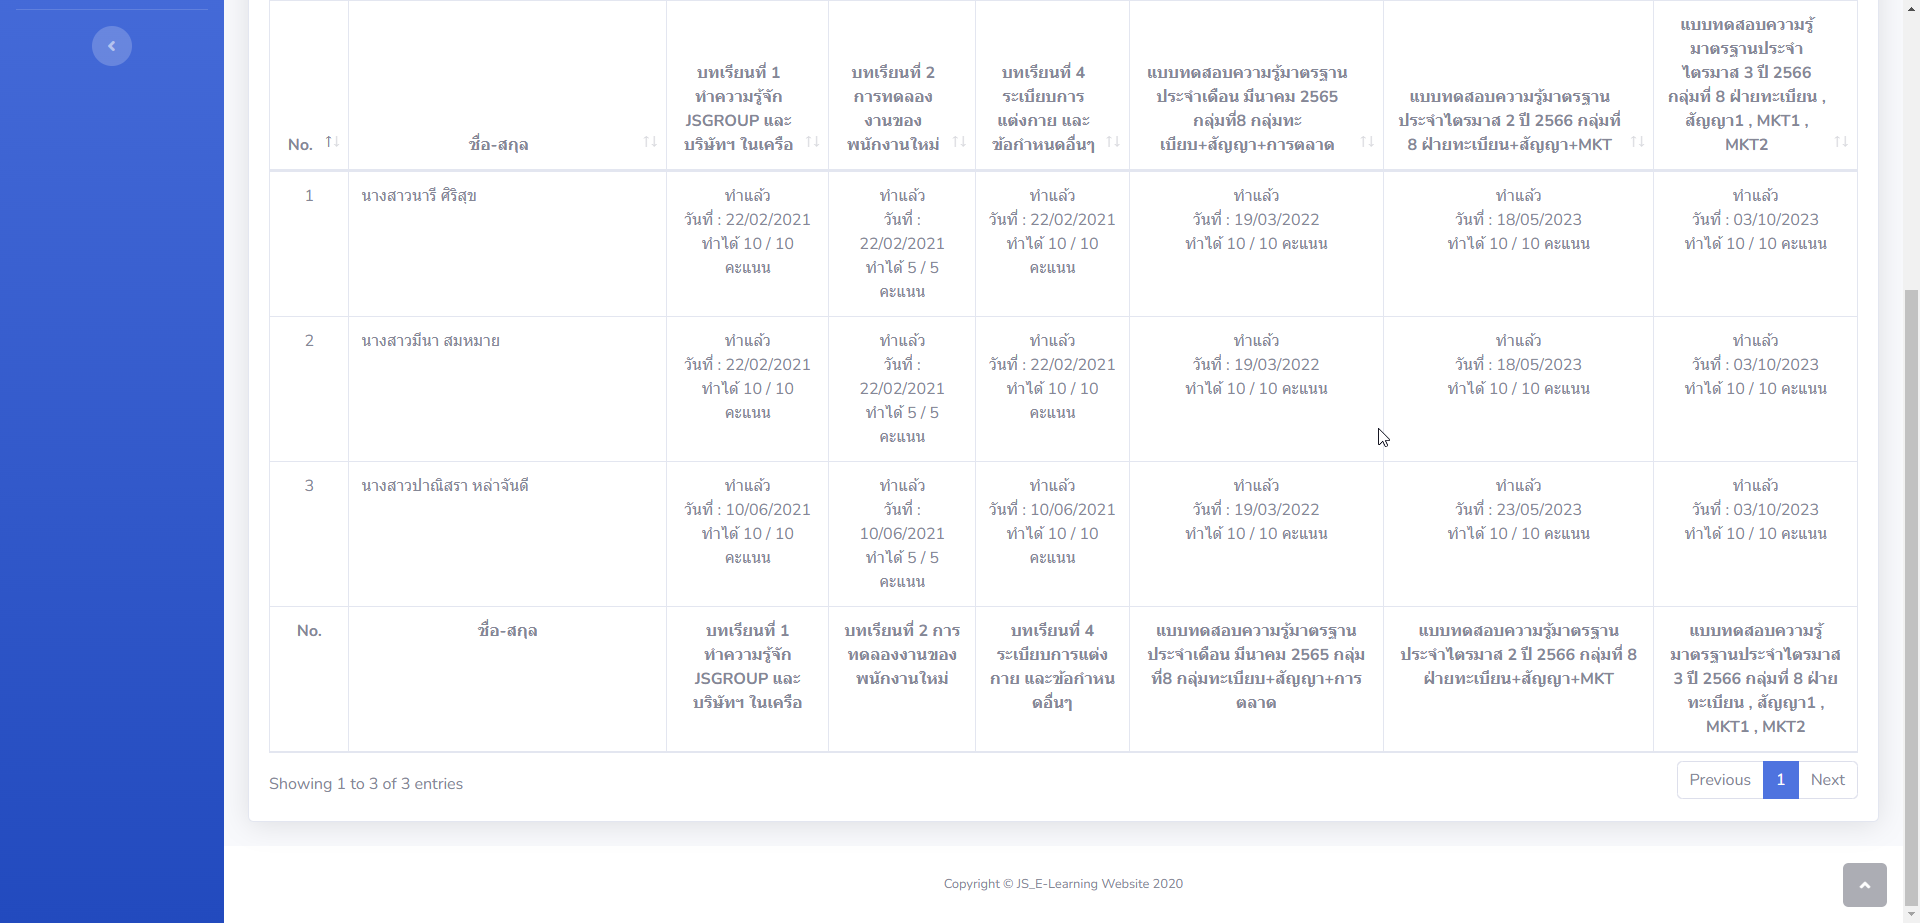 No.
ชื่อ-สกุล
บทเรียนที่ 1
ทำความรู้จัก
JSGROUP และ
บริษัทฯ ในเครือ
บทเรียนที่ 2
การทดลอง
งานของ
พนักงานใหม่
บทเรียนที่ 4
ระเบียบการ
แต่งกาย และ
ข้อกำหนดอื่นๆ
แบบทดสอบความรู้มาตรฐาน
ประจำเดือน มีนาคม 2565
กลุ่มที่8 กลุ่มทะ
เบียบ+สัญญา+การตลาด
แบบทดสอบความรู้มาตรฐาน
ประจำไตรมาส 2 ปี 2566 กลุ่มที่
8 ฝ่ายทะเบียน+สัญญา+MKT
แบบทดสอบความรู้
มาตรฐานประจำ
ไตรมาส 3 ปี 2566
กลุ่มที่ 8 ฝ่ายทะเบียน ,
สัญญา1 , MKT1 ,
MKT2
1
นางสาวนารี ศิริสุข
ทำแล้ว
วันที่ : 22/02/2021
ทำได้ 10 / 10
คะแนน
ทำแล้ว
วันที่ :
22/02/2021
ทำได้ 5 / 5
คะแนน
ทำแล้ว
วันที่ : 22/02/2021
ทำได้ 10 / 10
คะแนน
ทำแล้ว
วันที่ : 19/03/2022
ทำได้ 10 / 10 คะแนน
ทำแล้ว
วันที่ : 18/05/2023
ทำได้ 10 / 10 คะแนน
ทำแล้ว
วันที่ : 03/10/2023
ทำได้ 10 / 10 คะแนน
2
นางสาวมีนา สมหมาย
ทำแล้ว
วันที่ : 22/02/2021
ทำได้ 10 / 10
คะแนน
ทำแล้ว
วันที่ :
22/02/2021
ทำได้ 5 / 5
คะแนน
ทำแล้ว
วันที่ : 22/02/2021
ทำได้ 10 / 10
คะแนน
ทำแล้ว
วันที่ : 19/03/2022
ทำได้ 10 / 10 คะแนน
ทำแล้ว
วันที่ : 18/05/2023
ทำได้ 10 / 10 คะแนน
ทำแล้ว
วันที่ : 03/10/2023
ทำได้ 10 / 10 คะแนน
3
นางสาวปาณิสรา หล่าจันดี
ทำแล้ว
วันที่ : 10/06/2021
ทำได้ 10 / 10
คะแนน
ทำแล้ว
วันที่ :
10/06/2021
ทำได้ 5 / 5
คะแนน
ทำแล้ว
วันที่ : 10/06/2021
ทำได้ 10 / 10
คะแนน
ทำแล้ว
วันที่ : 19/03/2022
ทำได้ 10 / 10 คะแนน
ทำแล้ว
วันที่ : 23/05/2023
ทำได้ 10 / 10 คะแนน
ทำแล้ว
วันที่ : 03/10/2023
ทำได้ 10 / 10 คะแนน
No.
ชื่อ-สกุล
บทเรียนที่ 1
ทำความรู้จัก
JSGROUP และ
บริษัทฯ ในเครือ
บทเรียนที่ 2 การ
ทดลองงานของ
พนักงานใหม่
บทเรียนที่ 4
ระเบียบการแต่ง
กาย และข้อกำหน
ดอื่นๆ
แบบทดสอบความรู้มาตรฐาน
ประจำเดือน มีนาคม 2565 กลุ่ม
ที่8 กลุ่มทะเบียบ+สัญญา+การ
ตลาด
แบบทดสอบความรู้มาตรฐาน
ประจำไตรมาส 2 ปี 2566 กลุ่มที่ 8
ฝ่ายทะเบียน+สัญญา+MKT
แบบทดสอบความรู้
มาตรฐานประจำไตรมาส
3 ปี 2566 กลุ่มที่ 8 ฝ่าย
ทะเบียน , สัญญา1 ,
MKT1 , MKT2
Showing 1 to 3 of 3 entries
Previous
1
Next
Copyright © JS_E-Learning Website 2020